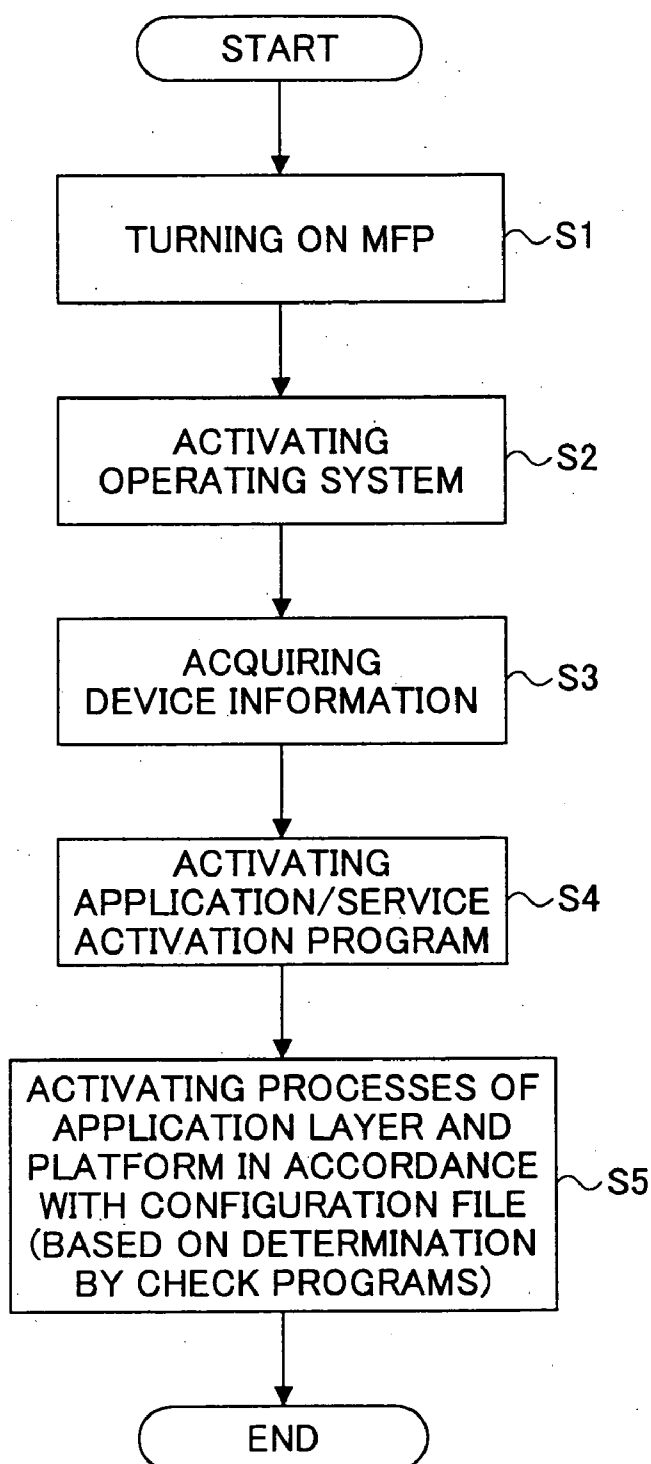 START
TURNING ON MFP
S1
ACTIVATING
OPERATING SYSTEM
S2
ACQUIRING
DEVICE INFORMATION
S3
ACTIVATING
APPLICATION/SERVICE
ACTIVATION PROGRAM
S4
ACTIVATING PROCESSES OF
APPLICATION LAYER AND
PLATFORM IN ACCORDANCE
WITH CONFIGURATION FILE
(BASED ON DETERMINATION
BY CHECK PROGRAMS)
S5
END